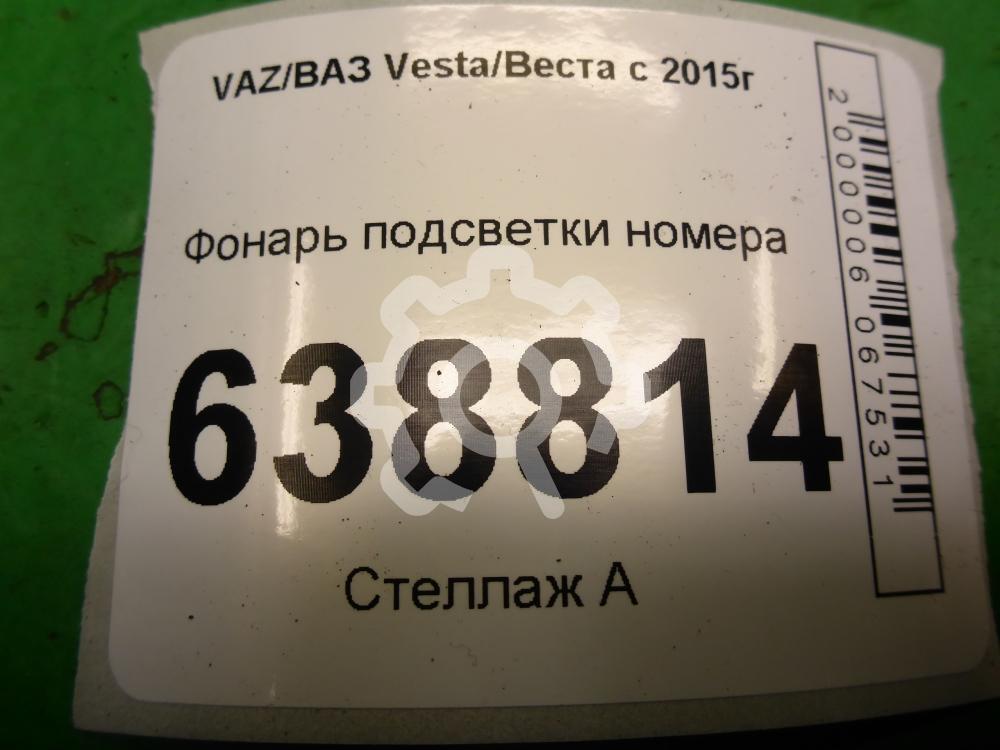 VAZ/ВАЗ Vesta/Веста с 2015г
Фонарь подсветки номера
638814
Стеллаж А
2000006067531